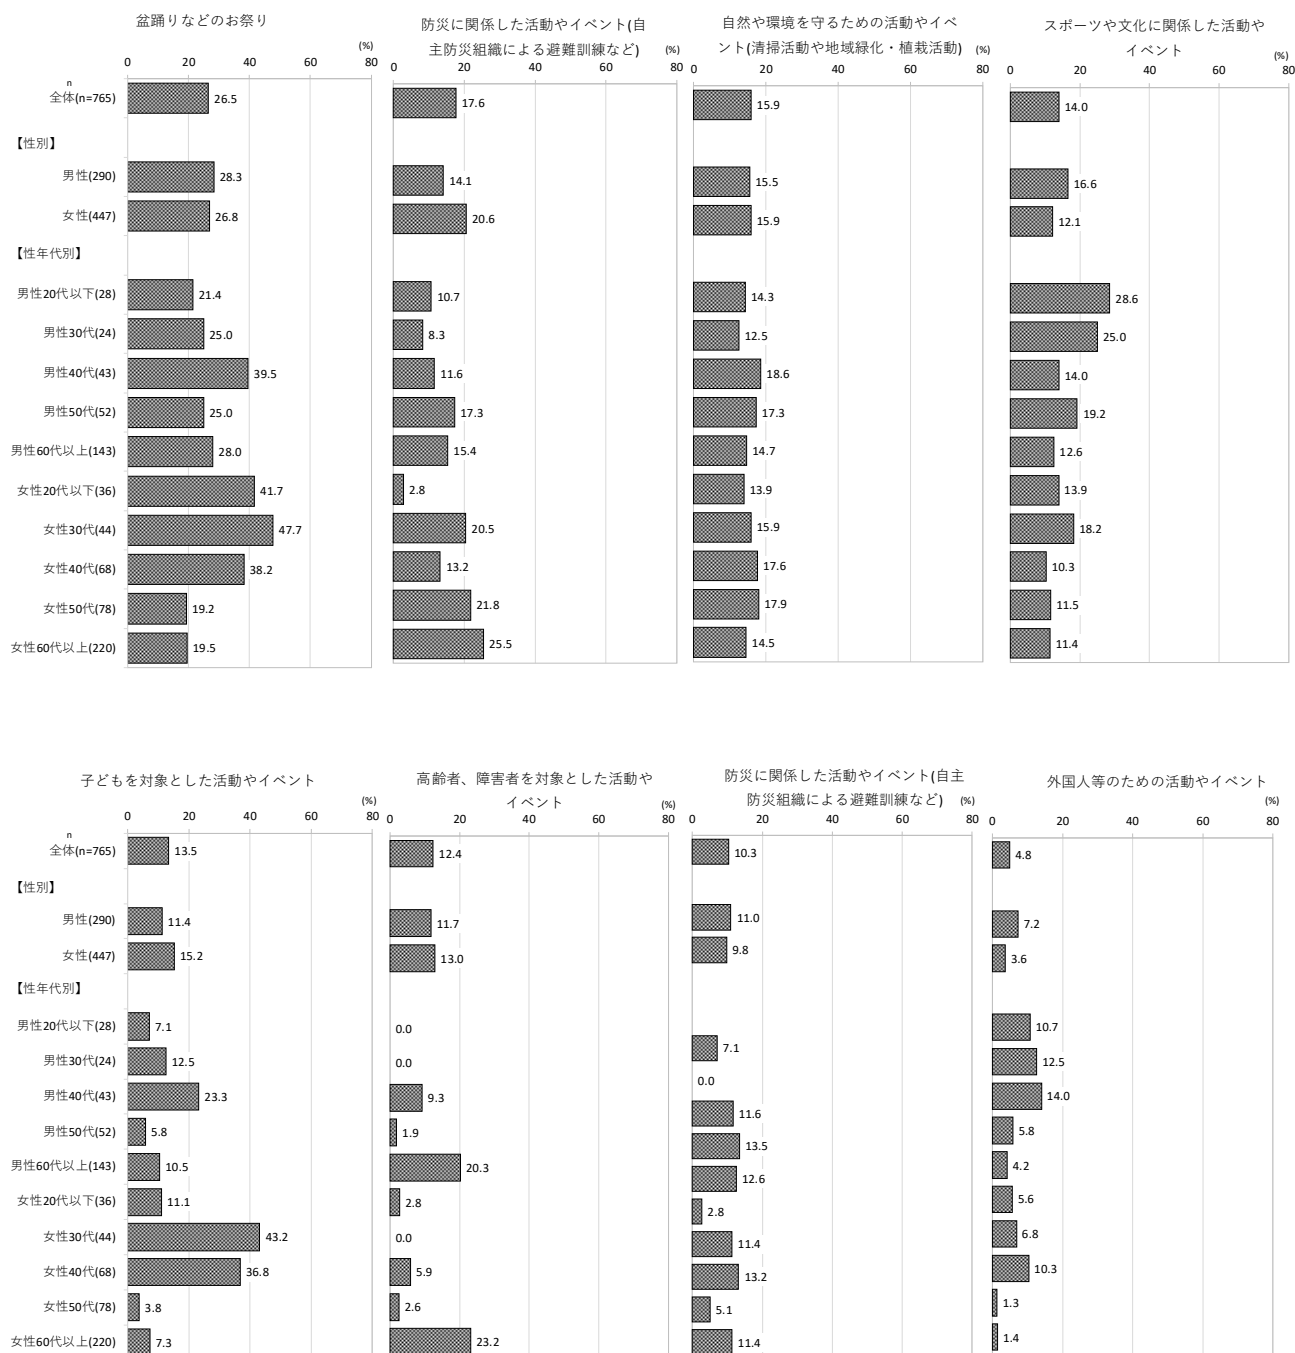 盆踊りなどのお祭り
(%)
0 20 40 60 80
n
全体(n=765) 26.5
【性別】
男性(290) 28.3
女性(447) 26.8
【性年代別】
男性20代以下(28) 21.4
男性30代(24) 25.0
男性40代(43) 39.5
男性50代(52) 25.0
男性60代以上(143) 28.0
女性20代以下(36) 41.7
女性30代(44) 47.7
女性40代(68) 38.2
女性50代(78) 19.2
女性60代以上(220) 19.5
防災に関係した活動やイベント(自
主防災組織による避難訓練など)
(%)
0 20 40 60 80
17.6
14.1
20.6
10.7
8.3
11.6
17.3
15.4
2.8
20.5
13.2
21.8
25.5
自然や環境を守るための活動やイベ
ント(清掃活動や地域緑化・植栽活動)
(%)
0 20 40 60 80
15.9
15.5
15.9
14.3
12.5
18.6
17.3
14.7
13.9
15.9
17.6
17.9
14.5
スポーツや文化に関係した活動や
イベント
(%)
0 20 40 60 80
14.0
16.6
12.1
28.6
25.0
14.0
19.2
12.6
13.9
18.2
10.3
11.5
11.4
子どもを対象とした活動やイベント
(%)
0 20 40 60 80
n
全体(n=765) 13.5
【性別】
男性(290) 11.4
女性(447) 15.2
【性年代別】
男性20代以下(28) 7.1
男性30代(24) 12.5
男性40代(43) 23.3
男性50代(52) 5.8
男性60代以上(143) 10.5
女性20代以下(36) 11.1
女性30代(44) 43.2
女性40代(68) 36.8
女性50代(78) 3.8
女性60代以上(220) 7.3
高齢者、障害者を対象とした活動や
イベント
(%)
0 20 40 60 80
12.4
11.7
13.0
0.0
0.0
9.3
1.9
20.3
2.8
0.0
5.9
2.6
23.2
防災に関係した活動やイベント(自主
防災組織による避難訓練など)
(%)
0 20 40 60 80
10.3
11.0
9.8
7.1
0.0
11.6
13.5
12.6
2.8
11.4
13.2
5.1
11.4
外国人等のための活動やイベント
(%)
0 20 40 60 80
4.8
7.2
3.6
10.7
12.5
14.0
5.8
4.2
5.6
6.8
10.3
1.3
1.4